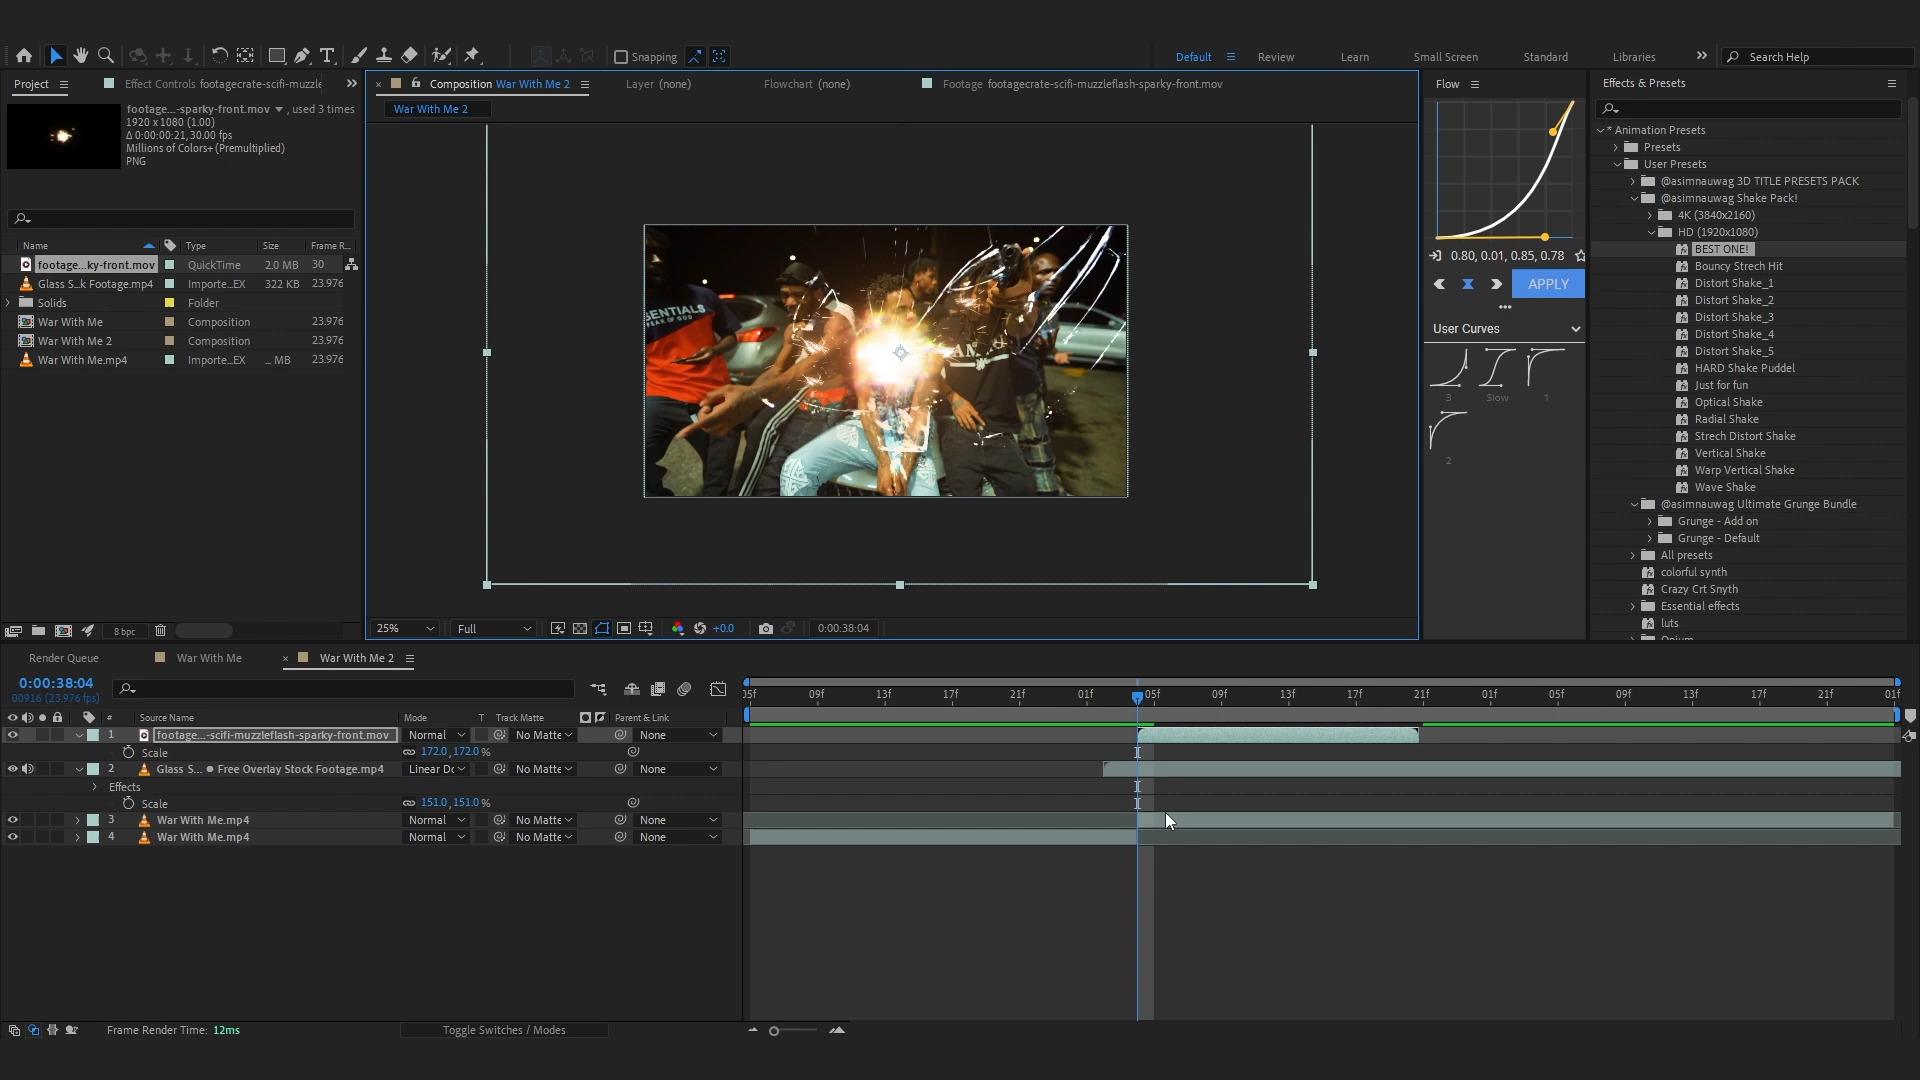 Snapping
Default
Review
Learn
Small Screen
Standard
Libraries
Search Help
Project
Effect Controls footagecrate-scifi-muzzle
Composition War With Me 2
Layer (none)
Flowchart (none)
Footage footagecrate-scifi-muzzleflash-sparky-front.mov
Flow
Effects & Presets
War With Me 2
footage...-sparky-front.mov , used 3 times
1920 x 1080 (1.00)
Δ 0:00:00:21, 30.00 fps
Millions of Colors+ (Premultiplied)
PNG
Name Type Size Frame R...
footage...ky-front.mov QuickTime 2.0 MB 30
Glass S..k Footage.mp4 Importe...EX 322 KB 23.976
Solids Folder
War With Me Composition 23.976
War With Me 2 Composition 23.976
War With Me.mp4 Importe...EX ... MB 23.976
8 bpc
ENTIALS
FEAR OF GOD
25%
Full
+0.0
0:00:38:04
0.80, 0.01, 0.85, 0.78
APPLY
User Curves
3
Slow
1
2
* Animation Presets
Presets
User Presets
@asimnauwag 3D TITLE PRESETS PACK
@asimnauwag Shake Pack!
4K (3840x2160)
HD (1920x1080)
BEST ONE!
Bouncy Strech Hit
Distort Shake_1
Distort Shake_2
Distort Shake_3
Distort Shake_4
Distort Shake_5
HARD Shake Puddel
Just for fun
Optical Shake
Radial Shake
Strech Distort Shake
Vertical Shake
Warp Vertical Shake
Wave Shake
@asimnauwag Ultimate Grunge Bundle
Grunge - Add on
Grunge - Default
All presets
colorful synth
Crazy Crt Snyth
Essential effects
luts
Opium
Render Queue
War With Me
War With Me 2
0:00:38:04
00916 (23.976 fps)
05f 09f 13f 17f 21f 01f 05f 09f 13f 17f 21f 01f 05f 09f 13f 17f 21f 01f
# Source Name Mode T Track Matte Parent & Link
1 footage...-scifi-muzzleflash-sparky-front.mov Normal No Matte None
Scale 172.0, 172.0 %
2 Glass S... ● Free Overlay Stock Footage.mp4 Linear Dc No Matte None
Effects
Scale 151.0, 151.0 %
3 War With Me.mp4 Normal No Matte None
4 War With Me.mp4 Normal No Matte None
Frame Render Time: 12ms
Toggle Switches / Modes